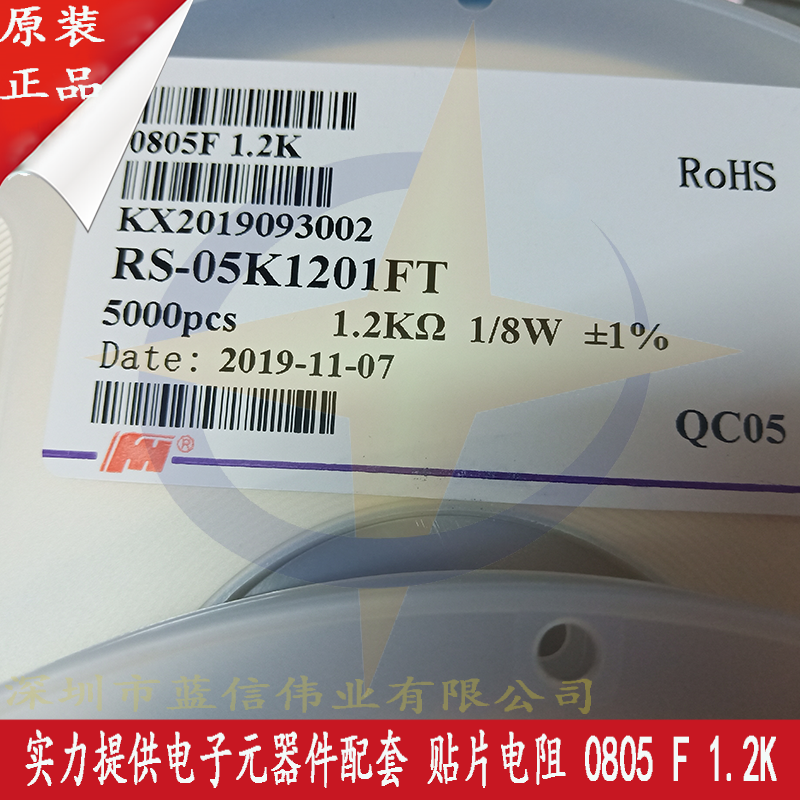 原装
正品
0805F 1.2K
RoHS
KX2019093002
RS-05K1201FT
5000pcs 1.2KΩ 1/8W ±1%
Date: 2019-11-07
QC05
®
深圳市蓝信伟业有限公司
实力提供电子元器件配套 贴片电阻 0805 F 1.2K